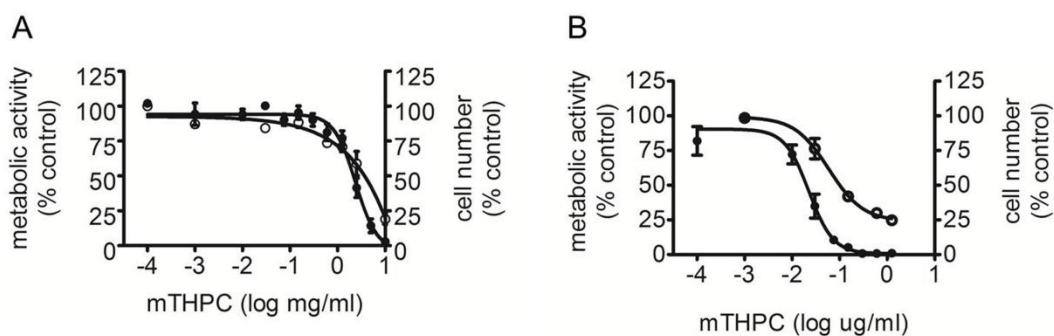 A
metabolic activity
(% control)
125
100
75
50
25
0
-4 -3 -2 -1 0 1
mTHPC (log mg/ml)
125
100
75
50
25
0
cell number
(% control)
B
metabolic activity
(% control)
125
100
75
50
25
0
-4 -3 -2 -1 0 1
mTHPC (log ug/ml)
125
100
75
50
25
0
cell number
(% control)